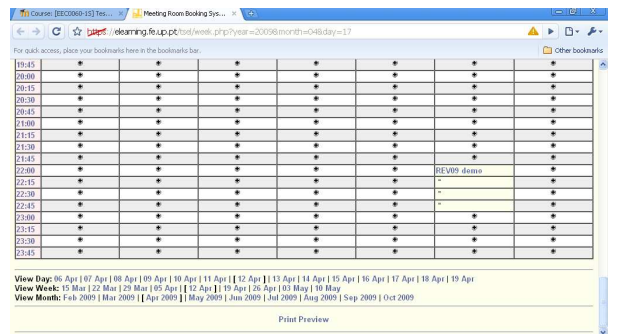 Course: [EEC0060-1S] Tes...
Meeting Room Booking Sys...
https://elearning.fe.up.pt/tsel/week.php?year=2009&month=04&day=17
For quick access, place your bookmarks here in the bookmarks bar.
Other bookmarks
19:45 * * * * * * *
20:00 * * * * * * *
20:15 * * * * * * *
20:30 * * * * * * *
20:45 * * * * * * *
21:00 * * * * * * *
21:15 * * * * * * *
21:30 * * * * * * *
21:45 * * * * * * *
22:00 * * * * * REV09 demo *
22:15 * * * * * " *
22:30 * * * * * " *
22:45 * * * * * " *
23:00 * * * * * * *
23:15 * * * * * * *
23:30 * * * * * * *
23:45 * * * * * * *
View Day: 06 Apr | 07 Apr | 08 Apr | 09 Apr | 10 Apr | 11 Apr | [ 12 Apr ] | 13 Apr | 14 Apr | 15 Apr | 16 Apr | 17 Apr | 18 Apr | 19 Apr
View Week: 15 Mar | 22 Mar | 29 Mar | 05 Apr | [ 12 Apr ] | 19 Apr | 26 Apr | 03 May | 10 May
View Month: Feb 2009 | Mar 2009 | [ Apr 2009 ] | May 2009 | Jun 2009 | Jul 2009 | Aug 2009 | Sep 2009 | Oct 2009
Print Preview